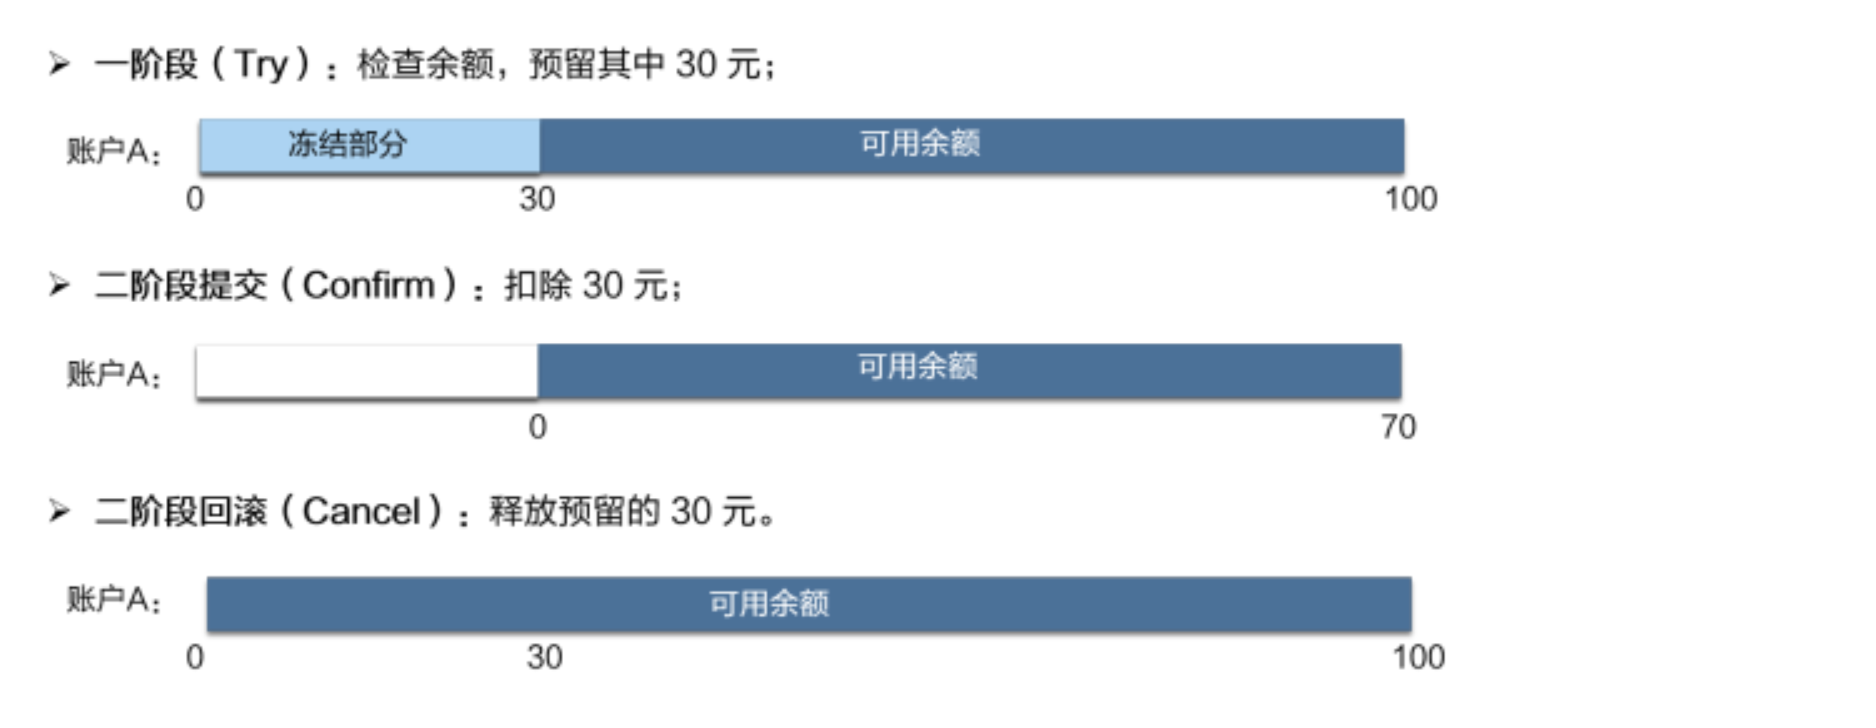 ➢ 一阶段（Try）：检查余额，预留其中 30 元；
账户A： 冻结部分 可用余额
0 30 100
➢ 二阶段提交（Confirm）：扣除 30 元；
账户A： 可用余额
0 70
➢ 二阶段回滚（Cancel）：释放预留的 30 元。
账户A： 可用余额
0 30 100